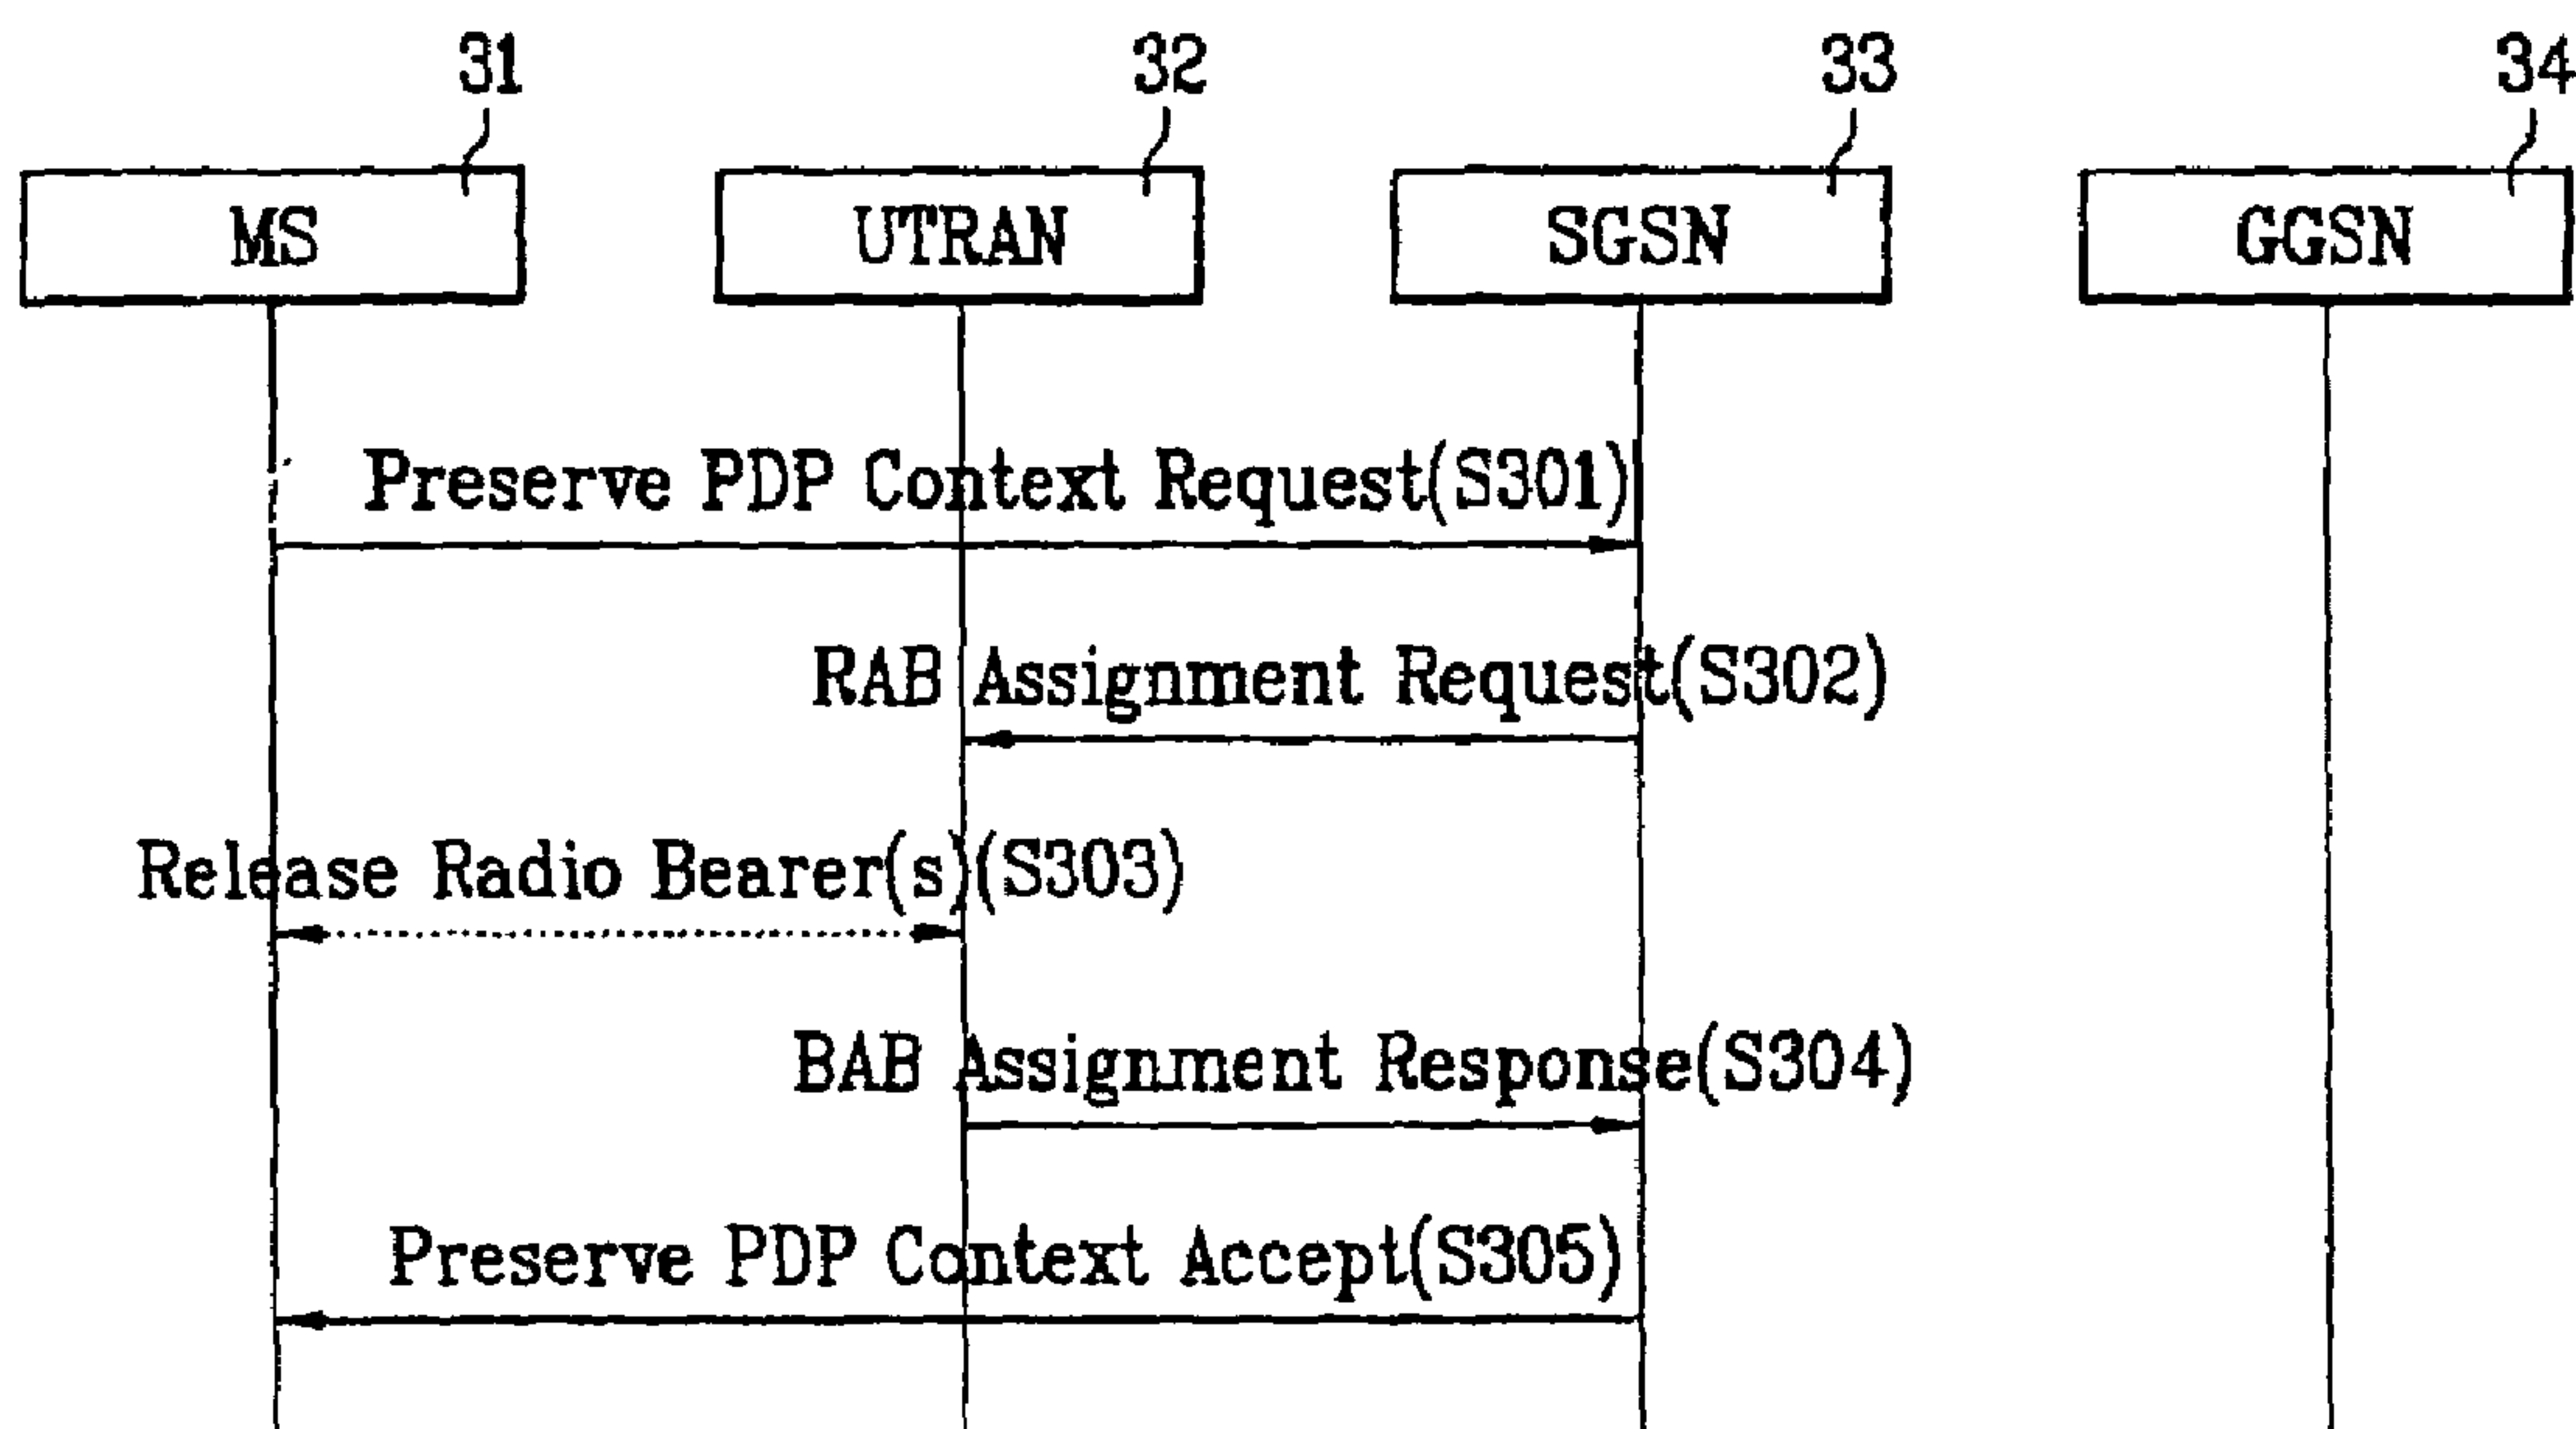 31 32 33 34
MS UTRAN SGSN GGSN
Preserve PDP Context Request(S301)
RAB Assignment Request(S302)
Release Radio Bearer(s)(S303)
BAB Assignment Response(S304)
Preserve PDP Context Accept(S305)